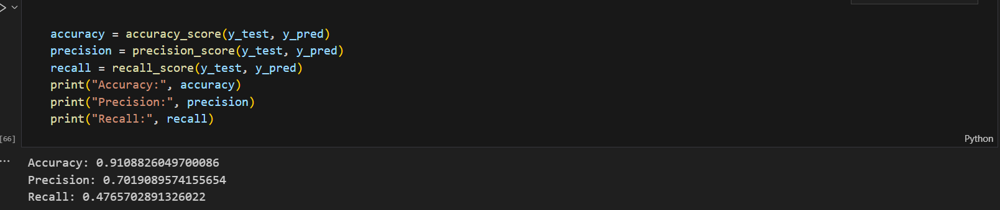 accuracy = accuracy_score(y_test, y_pred)
precision = precision_score(y_test, y_pred)
recall = recall_score(y_test, y_pred)
print("Accuracy:", accuracy)
print("Precision:", precision)
print("Recall:", recall)
[66]
Python
Accuracy: 0.9108826049700086
Precision: 0.7019089574155654
Recall: 0.4765702891326022